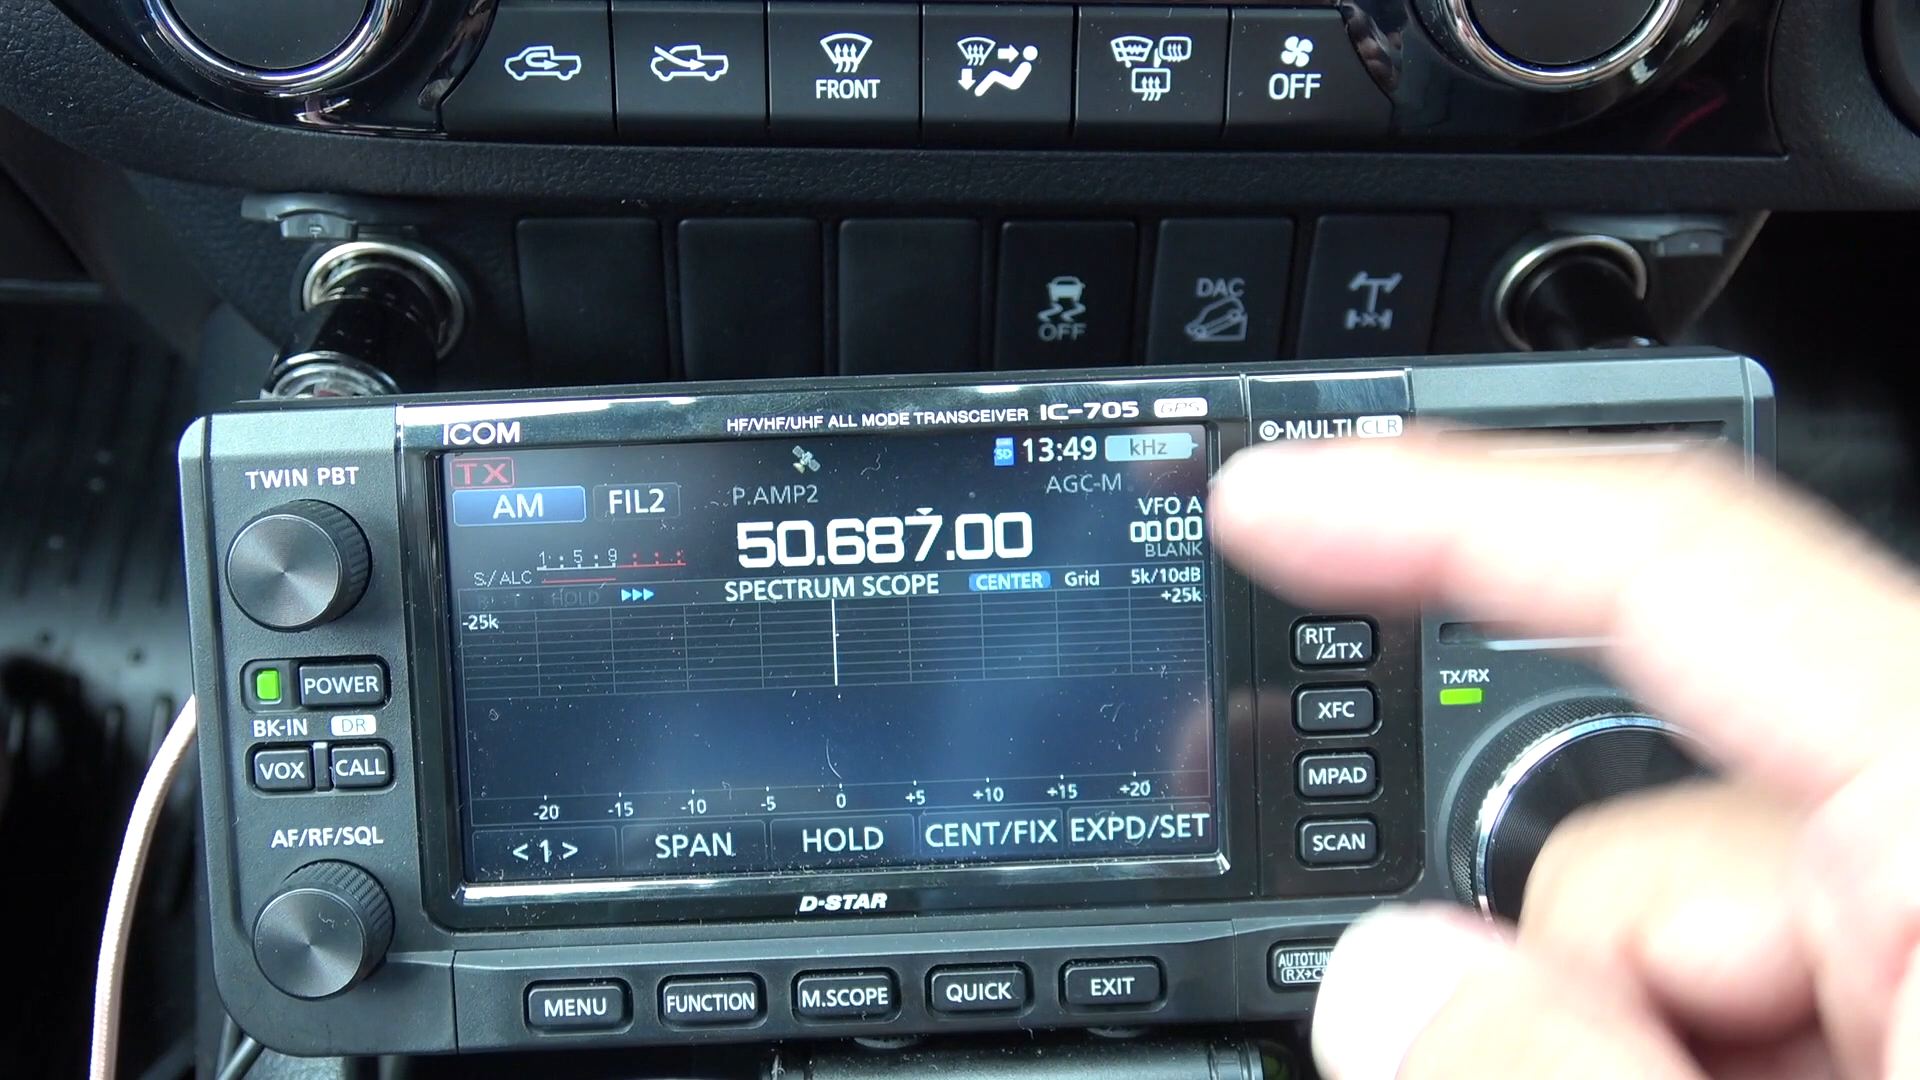 FRONT
OFF
OFF
DAC
ICOM
HF/VHF/UHF ALL MODE TRANSCEIVER IC-705 GPS
MULTI CLR
TWIN PBT
TX
SD 13:49 kHz
AM FIL2 P.AMP2 AGC-M
VFO A
50.687.00
00 00
BLANK
1 5 9
S/ALC
SPECTRUM SCOPE CENTER Grid 5k/10dB
HOLD
-25k +25k
RIT
/⊿TX
TX/RX
POWER
XFC
BK-IN DR
VOX CALL
MPAD
-20 -15 -10 -5 0 +5 +10 +15 +20
AF/RF/SQL
< 1 > SPAN HOLD CENT/FIX EXPD/SET
SCAN
D-STAR
MENU FUNCTION M.SCOPE QUICK EXIT